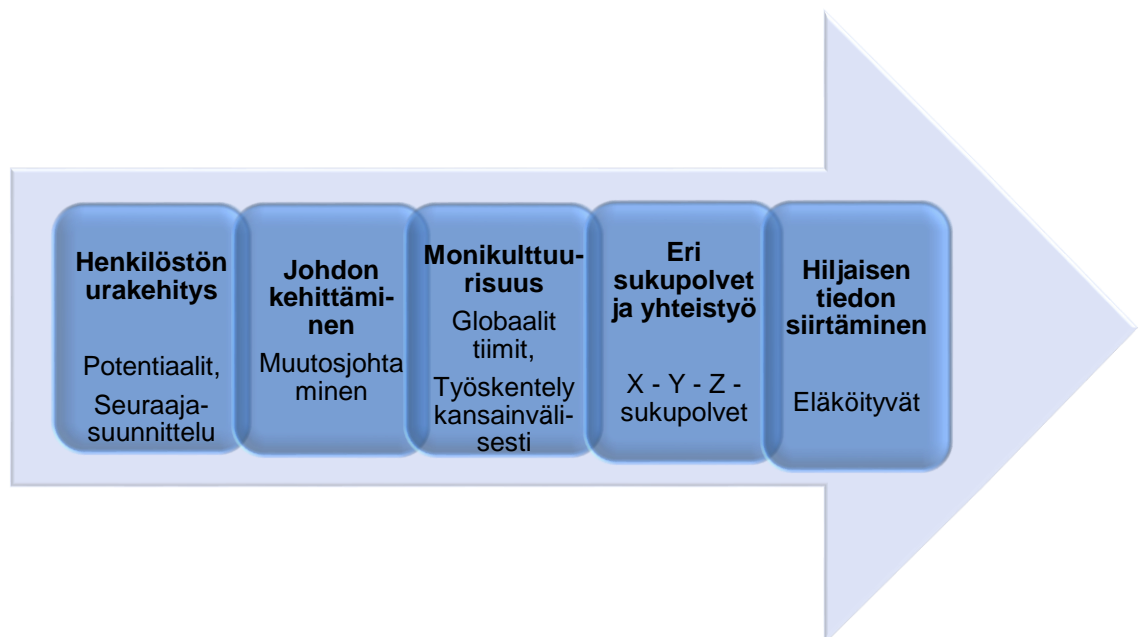 Henkilöstön
urakehitys
Potentiaalit,
Seuraaja-
suunnittelu
Johdon
kehittämi-
nen
Muutosjohta
minen
Monikulttuu-
risuus
Globaalit
tiimit,
Työskentely
kansainväli-
sesti
Eri
sukupolvet
ja yhteistyö
X - Y - Z -
sukupolvet
Hiljaisen
tiedon
siirtäminen
Eläköityvät